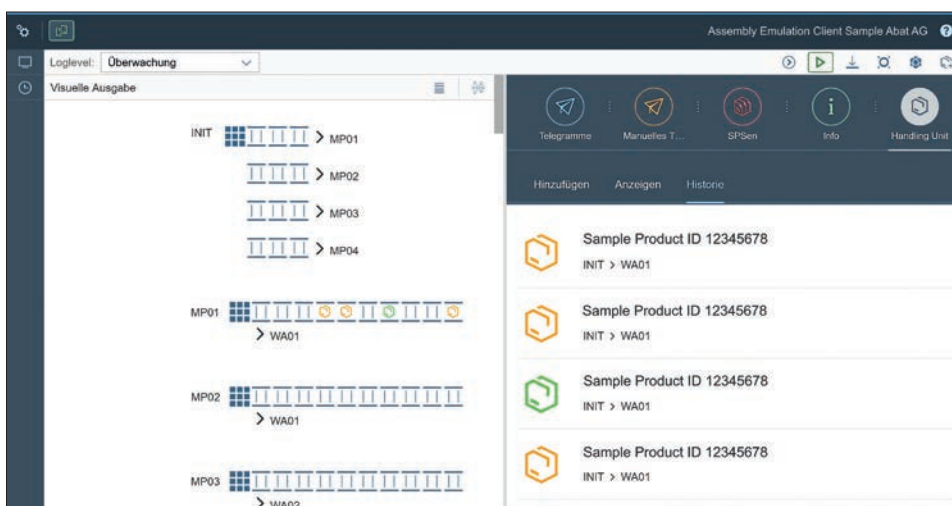 Assembly Emulation Client Sample Abat AG
Loglevel: Überwachung
Visuelle Ausgabe
INIT
MP01
MP02
MP03
MP04
MP01
WA01
MP02
WA01
MP03
WA02
Telegramme
Manuelles T...
SPSen
Info
Handling Unit
Hinzufügen Anzeigen Historie
Sample Product ID 12345678
INIT > WA01
Sample Product ID 12345678
INIT > WA01
Sample Product ID 12345678
INIT > WA01
Sample Product ID 12345678
INIT > WA01